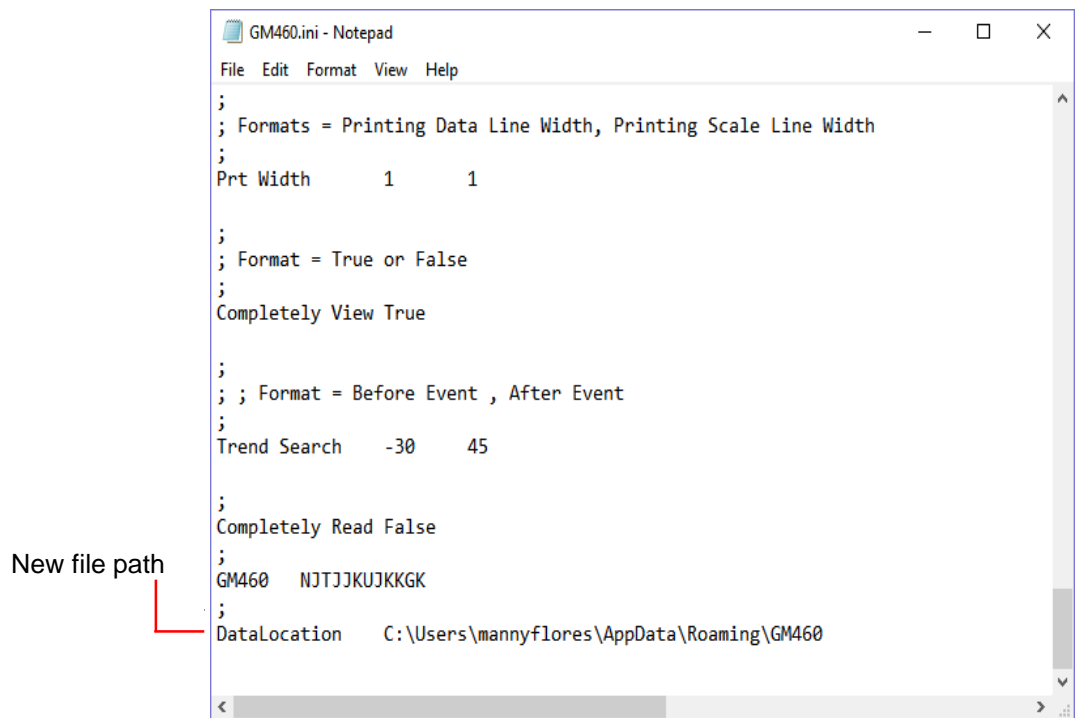 GM460.ini - Notepad
File Edit Format View Help
;
; Formats = Printing Data Line Width, Printing Scale Line Width
;
Prt Width 1 1
;
; Format = True or False
;
Completely View True
;
; ; Format = Before Event , After Event
;
Trend Search -30 45
;
Completely Read False
;
GM460 NJTJJKUJKKGK
;
New file path
DataLocation C:\Users\mannyflores\AppData\Roaming\GM460